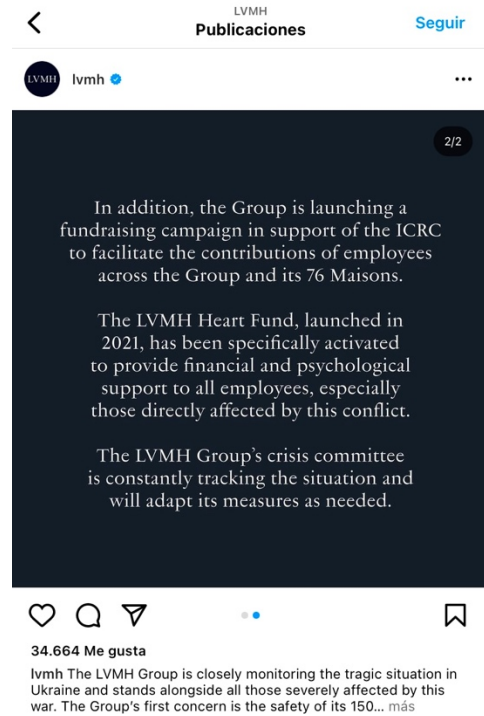 LVMH
Publicaciones
Seguir
LVMH
lvmh
2/2
In addition, the Group is launching a
fundraising campaign in support of the ICRC
to facilitate the contributions of employees
across the Group and its 76 Maisons.
The LVMH Heart Fund, launched in
2021, has been specifically activated
to provide financial and psychological
support to all employees, especially
those directly affected by this conflict.
The LVMH Group's crisis committee
is constantly tracking the situation and
will adapt its measures as needed.
34.664 Me gusta
lvmh The LVMH Group is closely monitoring the tragic situation in
Ukraine and stands alongside all those severely affected by this
war. The Group's first concern is the safety of its 150... más